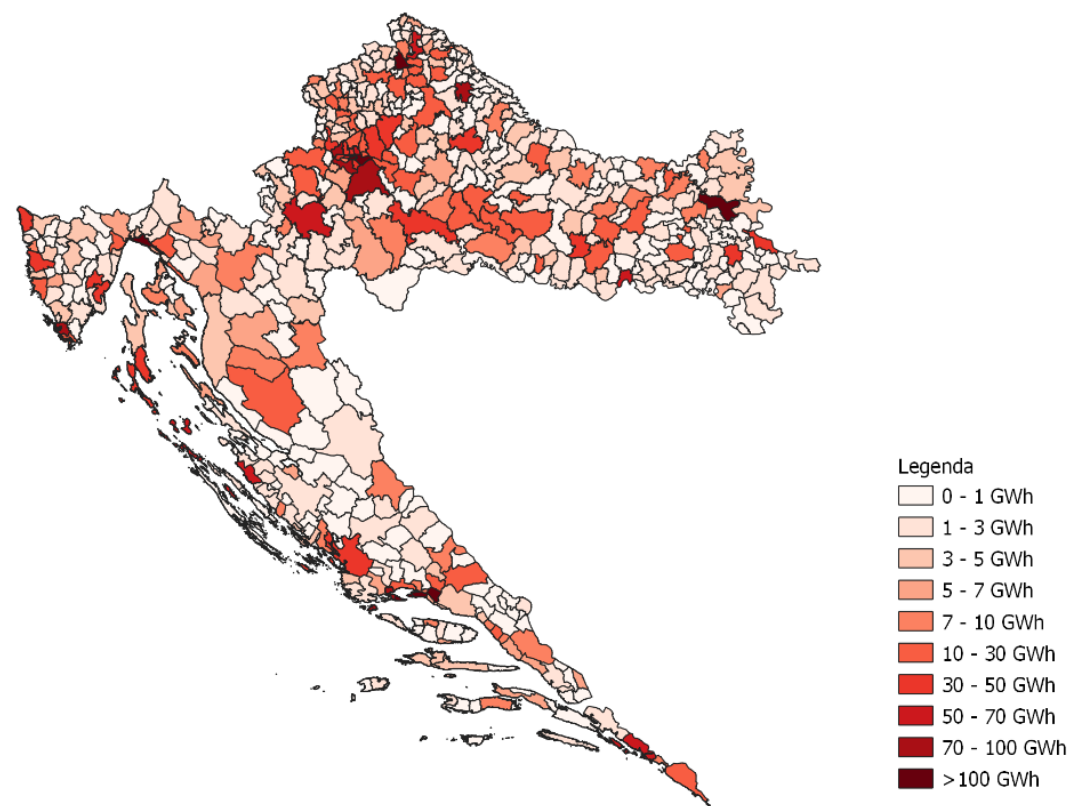 Legenda
0 - 1 GWh
1 - 3 GWh
3 - 5 GWh
5 - 7 GWh
7 - 10 GWh
10 - 30 GWh
30 - 50 GWh
50 - 70 GWh
70 - 100 GWh
>100 GWh